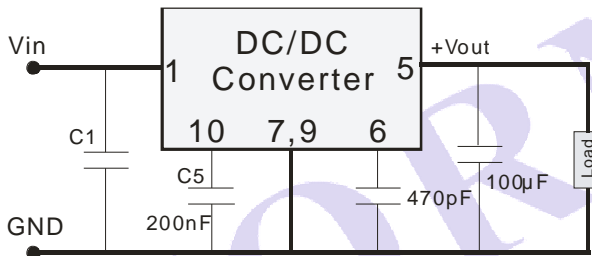 Vin
DC/DC
Converter
+Vout
1
5
10
7,9
6
C1
C5
200nF
470pF
100µF
Load
GND